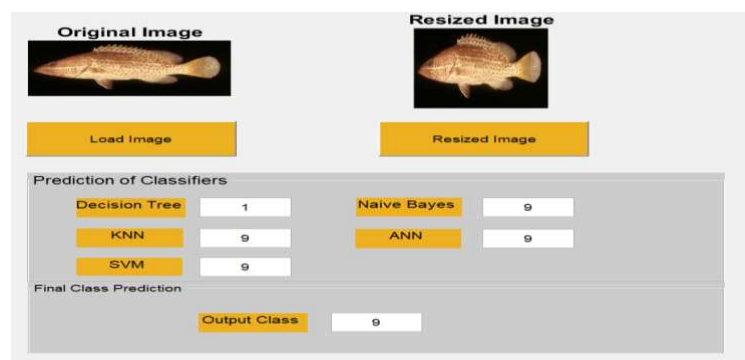 Original Image
Resized Image
Load Image
Resized Image
Prediction of Classifiers
Decision Tree 1 Naive Bayes 9
KNN 9 ANN 9
SVM 9
Final Class Prediction
Output Class 9